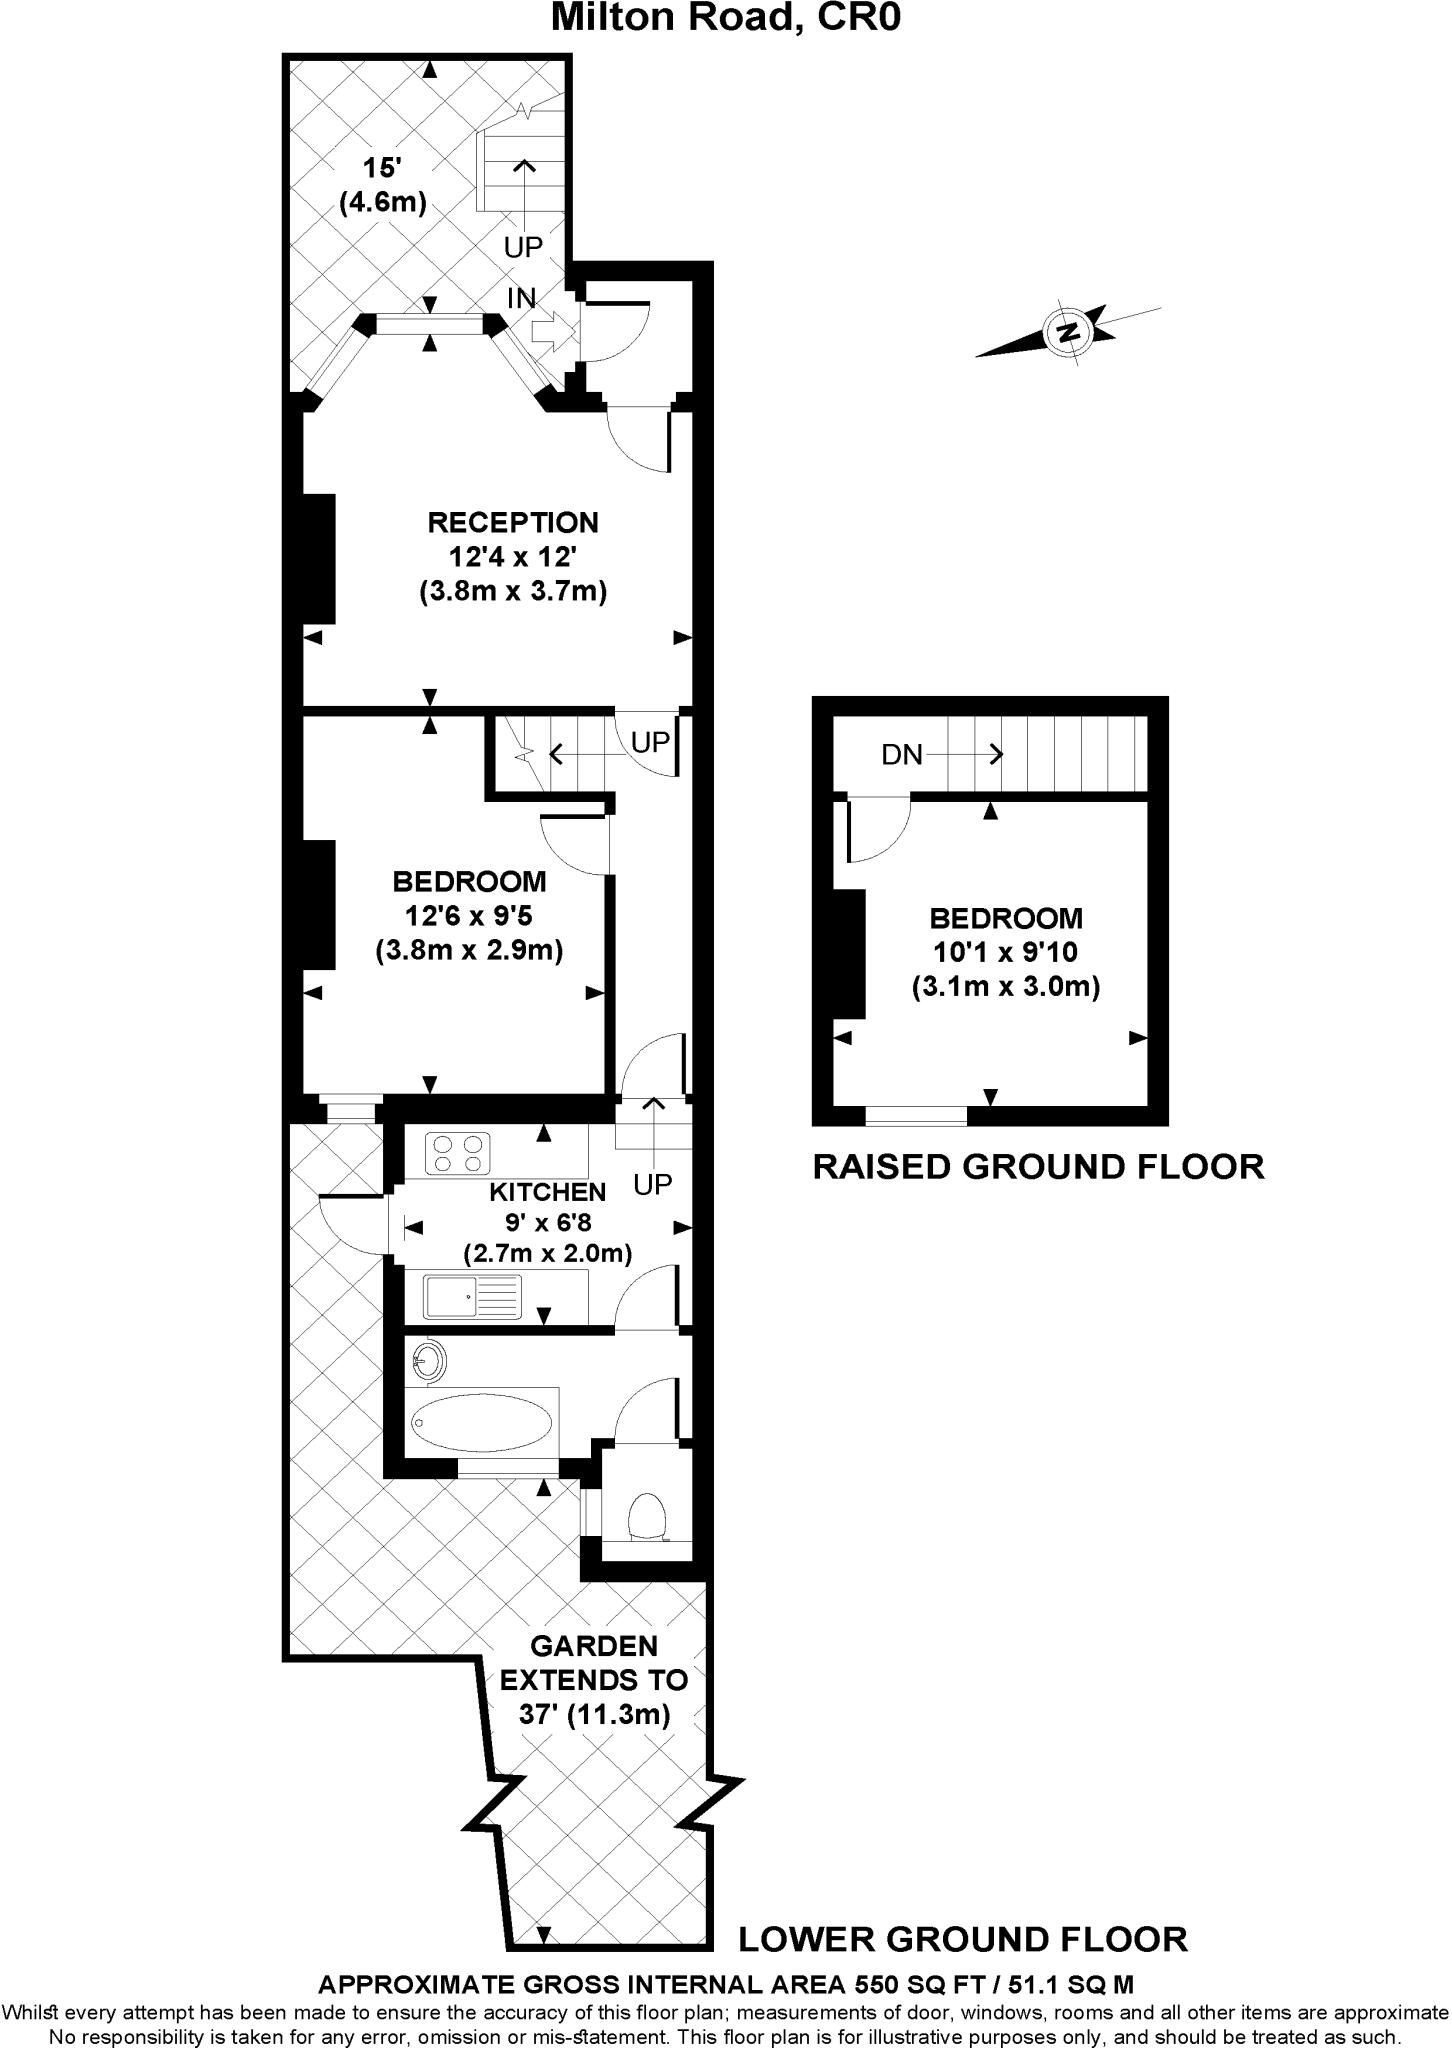 Milton Road, CR0
15'
(4.6m)
UP
IN
N
RECEPTION
12'4 x 12'
(3.8m x 3.7m)
UP
BEDROOM
12'6 x 9'5
(3.8m x 2.9m)
DN
BEDROOM
10'1 x 9'10
(3.1m x 3.0m)
RAISED GROUND FLOOR
KITCHEN
9' x 6'8
(2.7m x 2.0m)
UP
GARDEN
EXTENDS TO
37' (11.3m)
LOWER GROUND FLOOR
APPROXIMATE GROSS INTERNAL AREA 550 SQ FT / 51.1 SQ M
Whilst every attempt has been made to ensure the accuracy of this floor plan; measurements of door, windows, rooms and all other items are approximate
No responsibility is taken for any error, omission or mis-statement. This floor plan is for illustrative purposes only, and should be treated as such.